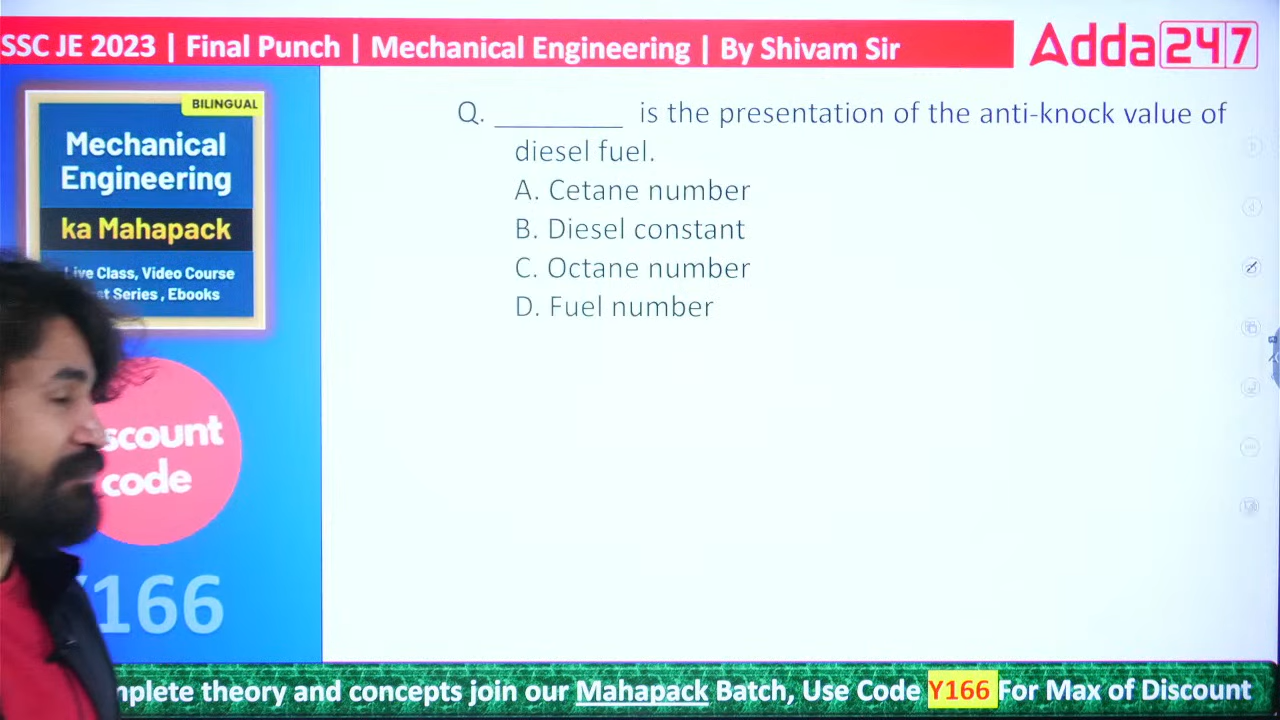 SSC JE 2023 | Final Punch | Mechanical Engineering | By Shivam Sir
Adda247
BILINGUAL
Mechanical
Engineering
ka Mahapack
Live Class, Video Course
Series , Ebooks
code
166
Q. _________ is the presentation of the anti-knock value of
diesel fuel.
A. Cetane number
B. Diesel constant
C. Octane number
D. Fuel number
theory and concepts join our Mahapack Batch, Use Code Y166 For Max of Discount